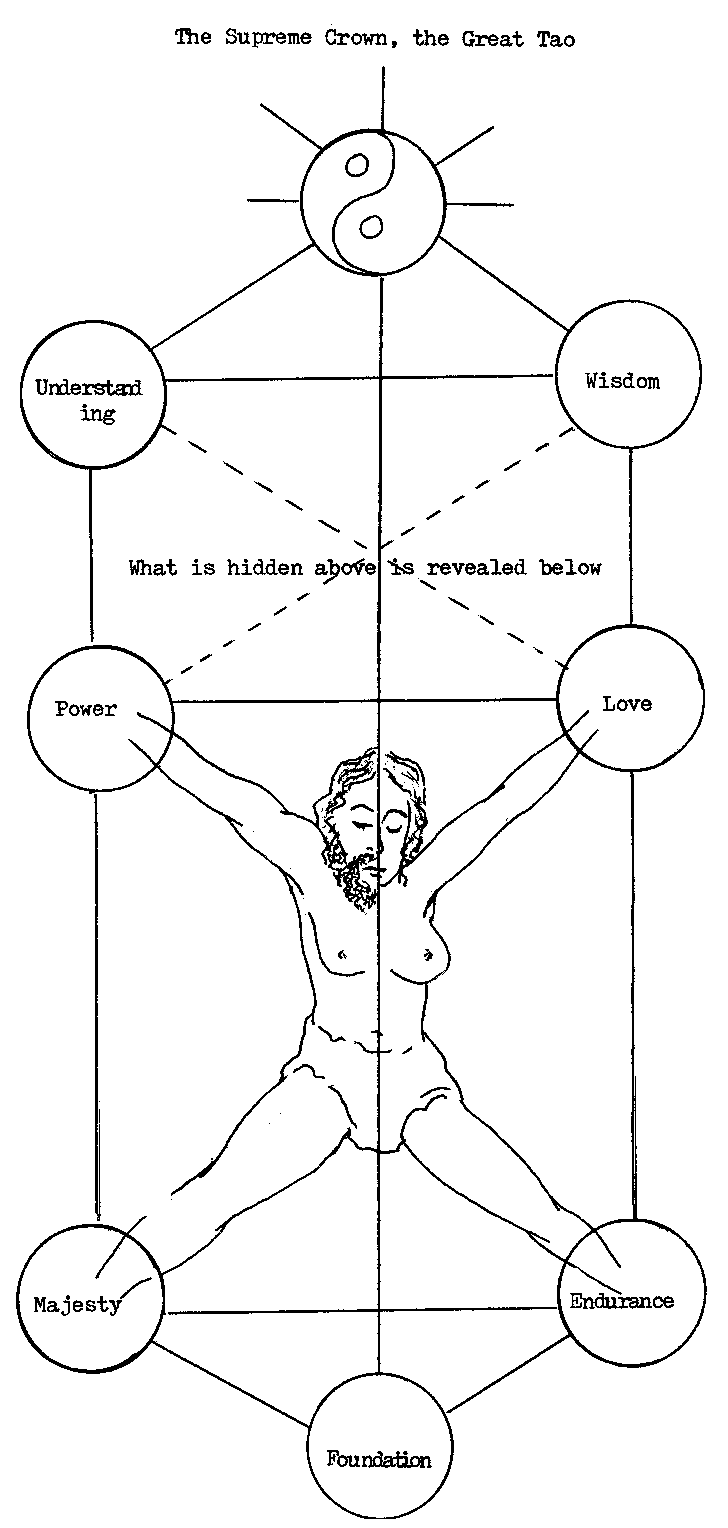 The Supreme Crown, the Great Tao
Understand
ing
Wisdom
What is hidden above is revealed below
Power
Love
Majesty
Endurance
Foundation